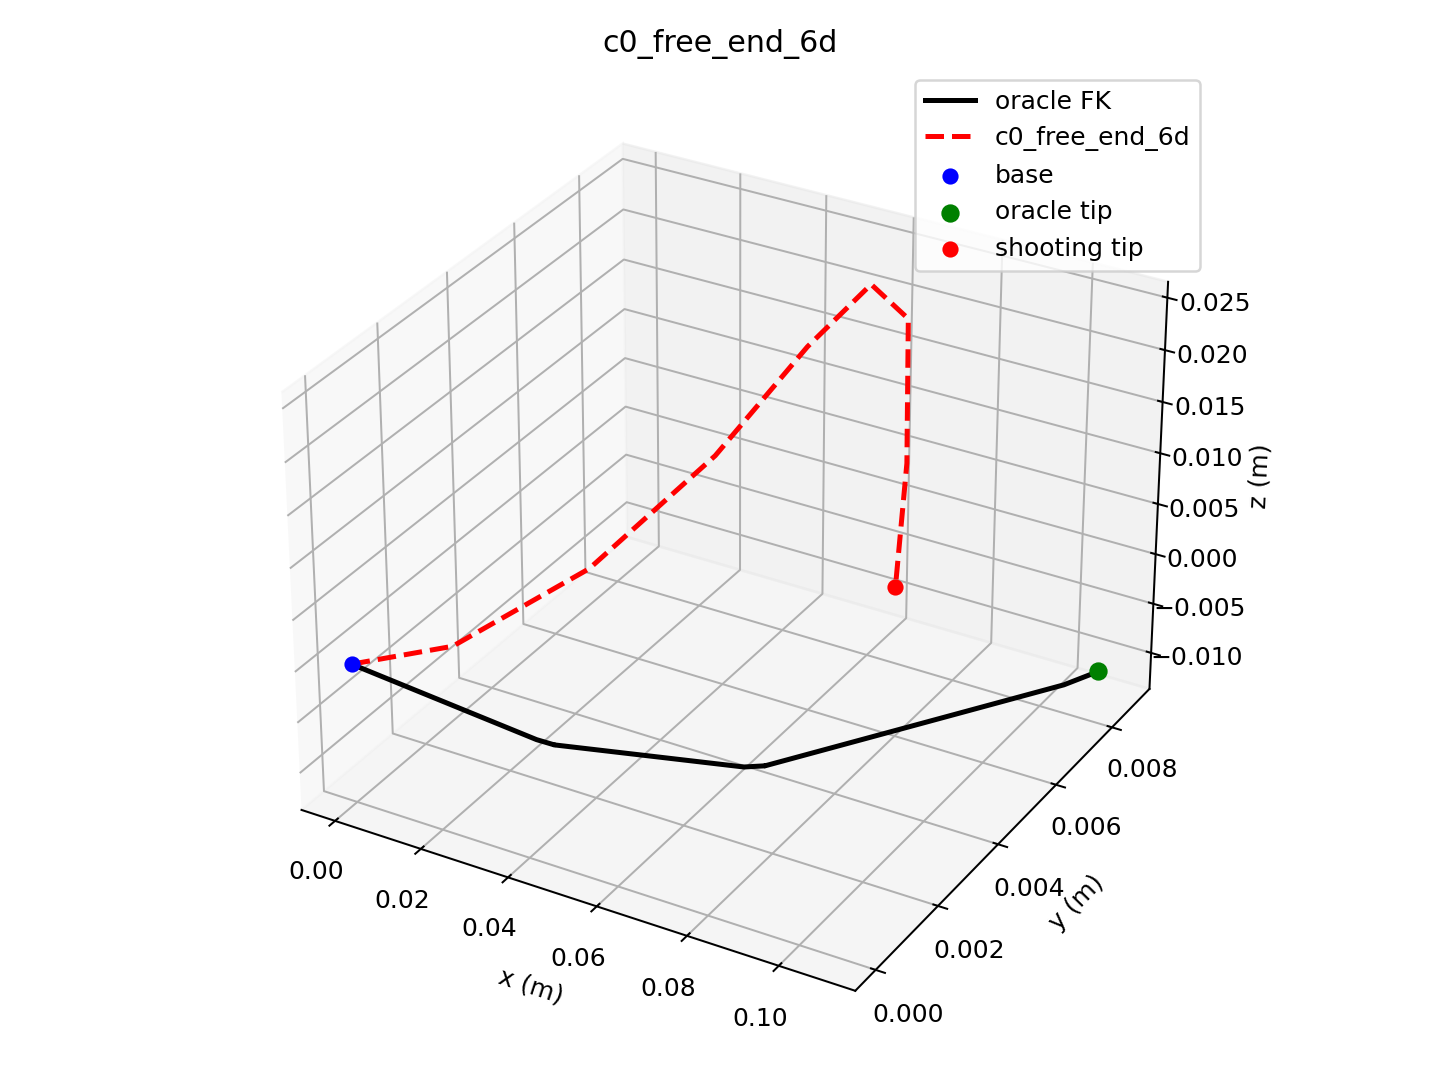 c0_free_end_6d
oracle FK
c0_free_end_6d
base
oracle tip
shooting tip
0.025
0.020
0.015
0.010
0.005
0.000
−0.005
−0.010
z (m)
0.008
0.006
0.004
0.002
0.000
y (m)
0.00
0.02
0.04
0.06
0.08
0.10
x (m)